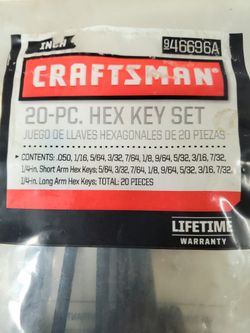 INCH
946696A
CRAFTSMAN
20-PC. HEX KEY SET
JUEGO DE LLAVES HEXAGONALES DE 20 PIEZAS
• CONTENTS: .050, 1/16, 5/64, 3/32, 7/64, 1/8, 9/64, 5/32, 3/16, 7/32,
1/4-in. Short Arm Hex Keys; 5/64, 3/32, 7/64, 1/8, 9/64, 5/32, 3/16, 7/32,
1/4-in. Long Arm Hex Keys; TOTAL: 20 PIECES
LIFETIME
WARRANTY